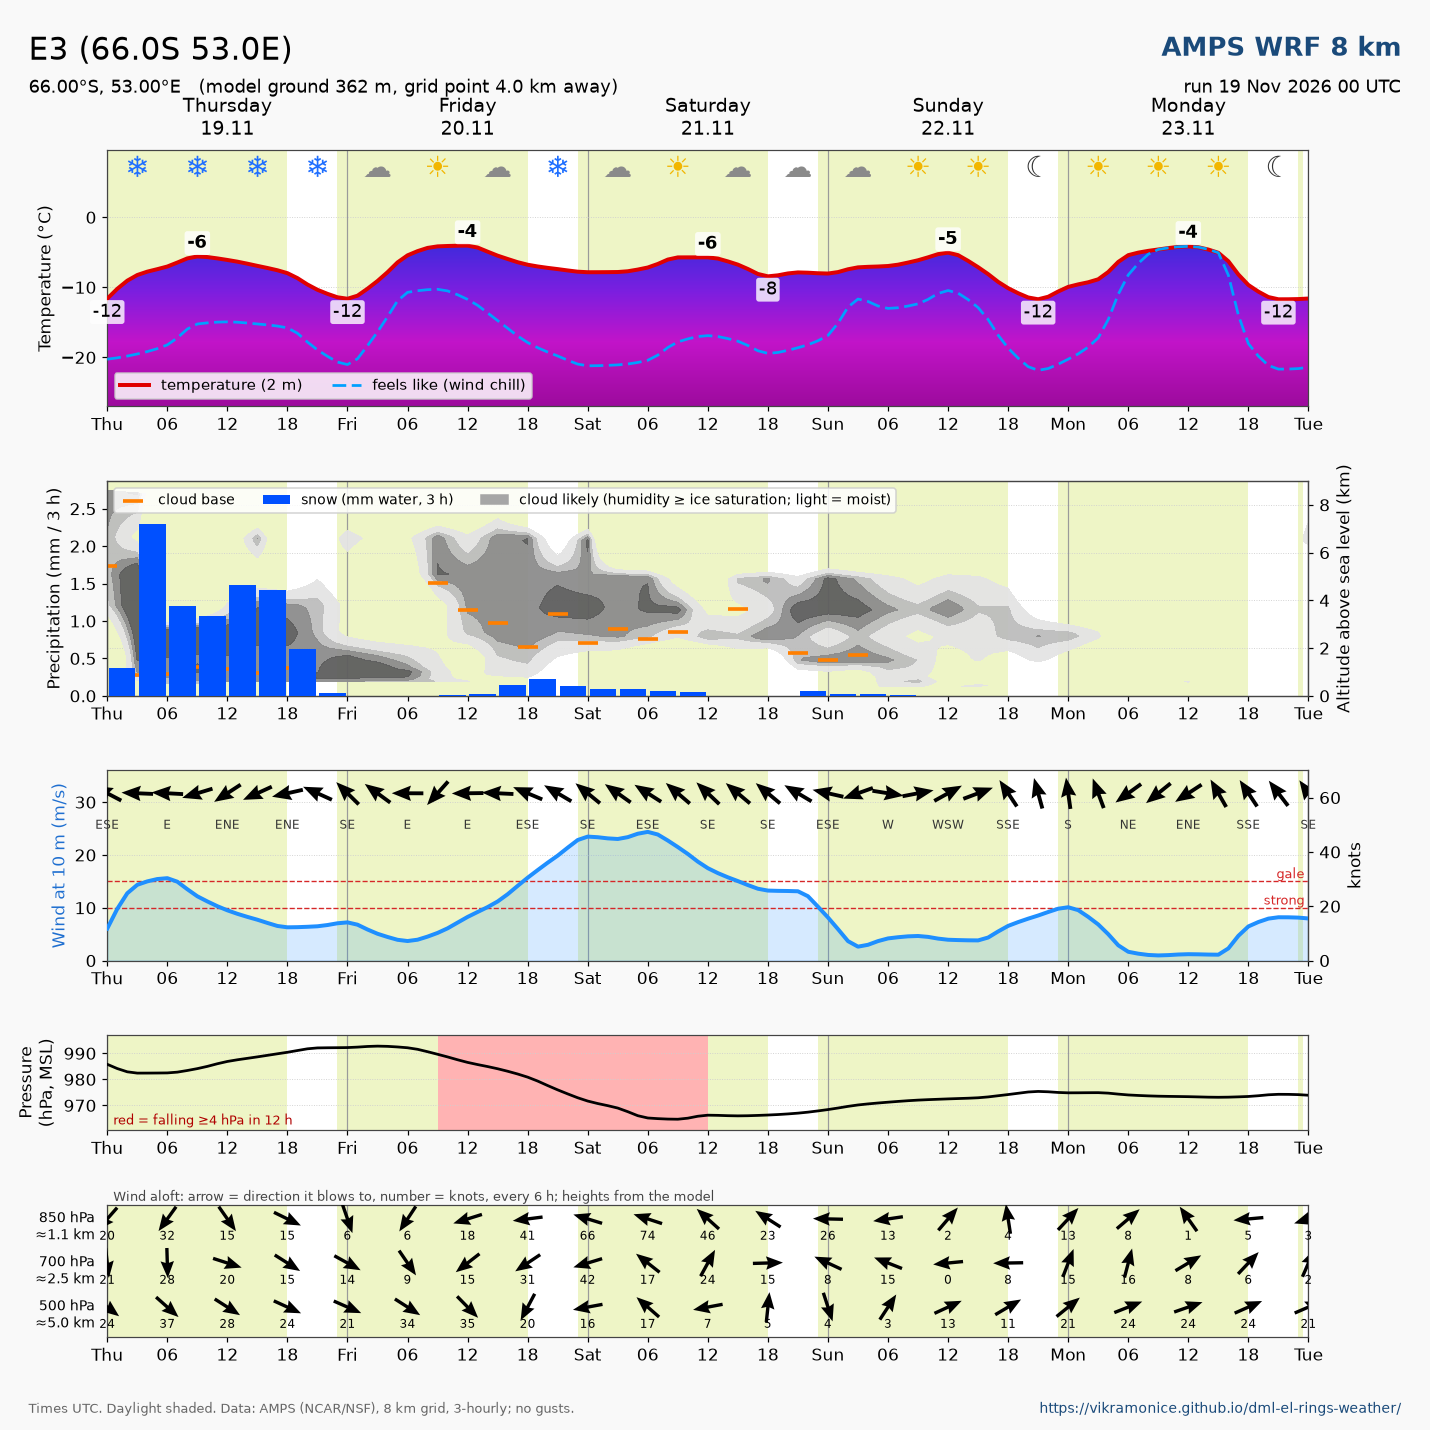 E3 (66.0S 53.0E)
AMPS WRF 8 km
66.00°S, 53.00°E (model ground 362 m, grid point 4.0 km away)
run 19 Nov 2026 00 UTC
Thursday Friday Saturday Sunday Monday
19.11 20.11 21.11 22.11 23.11
Temperature (°C)
0
−10
−20
-12 -6 -12 -4 -6 -8 -5 -12 -4 -12
temperature (2 m) feels like (wind chill)
Thu 06 12 18 Fri 06 12 18 Sat 06 12 18 Sun 06 12 18 Mon 06 12 18 Tue
Precipitation (mm / 3 h)
2.5
2.0
1.5
1.0
0.5
0.0
cloud base snow (mm water, 3 h) cloud likely (humidity ≥ ice saturation; light = moist)
Altitude above sea level (km)
8
6
4
2
0
Thu 06 12 18 Fri 06 12 18 Sat 06 12 18 Sun 06 12 18 Mon 06 12 18 Tue
Wind at 10 m (m/s)
30
20
10
0
ESE E ENE ENE SE E E ESE SE ESE SE SE ESE W WSW SSE S NE ENE SSE SE
gale
strong
knots
60
40
20
0
Thu 06 12 18 Fri 06 12 18 Sat 06 12 18 Sun 06 12 18 Mon 06 12 18 Tue
Pressure
(hPa, MSL)
990
980
970
red = falling ≥4 hPa in 12 h
Thu 06 12 18 Fri 06 12 18 Sat 06 12 18 Sun 06 12 18 Mon 06 12 18 Tue
Wind aloft: arrow = direction it blows to, number = knots, every 6 h; heights from the model
850 hPa
≈1.1 km 20 32 15 15 6 6 18 41 66 74 46 23 26 13 2 4 13 8 1 5 3
700 hPa
≈2.5 km 21 28 20 15 14 9 15 31 42 17 24 15 8 15 0 8 15 16 8 6 2
500 hPa
≈5.0 km 24 37 28 24 21 34 35 20 16 17 7 5 4 3 13 11 21 24 24 24 21
Thu 06 12 18 Fri 06 12 18 Sat 06 12 18 Sun 06 12 18 Mon 06 12 18 Tue
Times UTC. Daylight shaded. Data: AMPS (NCAR/NSF), 8 km grid, 3-hourly; no gusts.
https://vikramonice.github.io/dml-el-rings-weather/